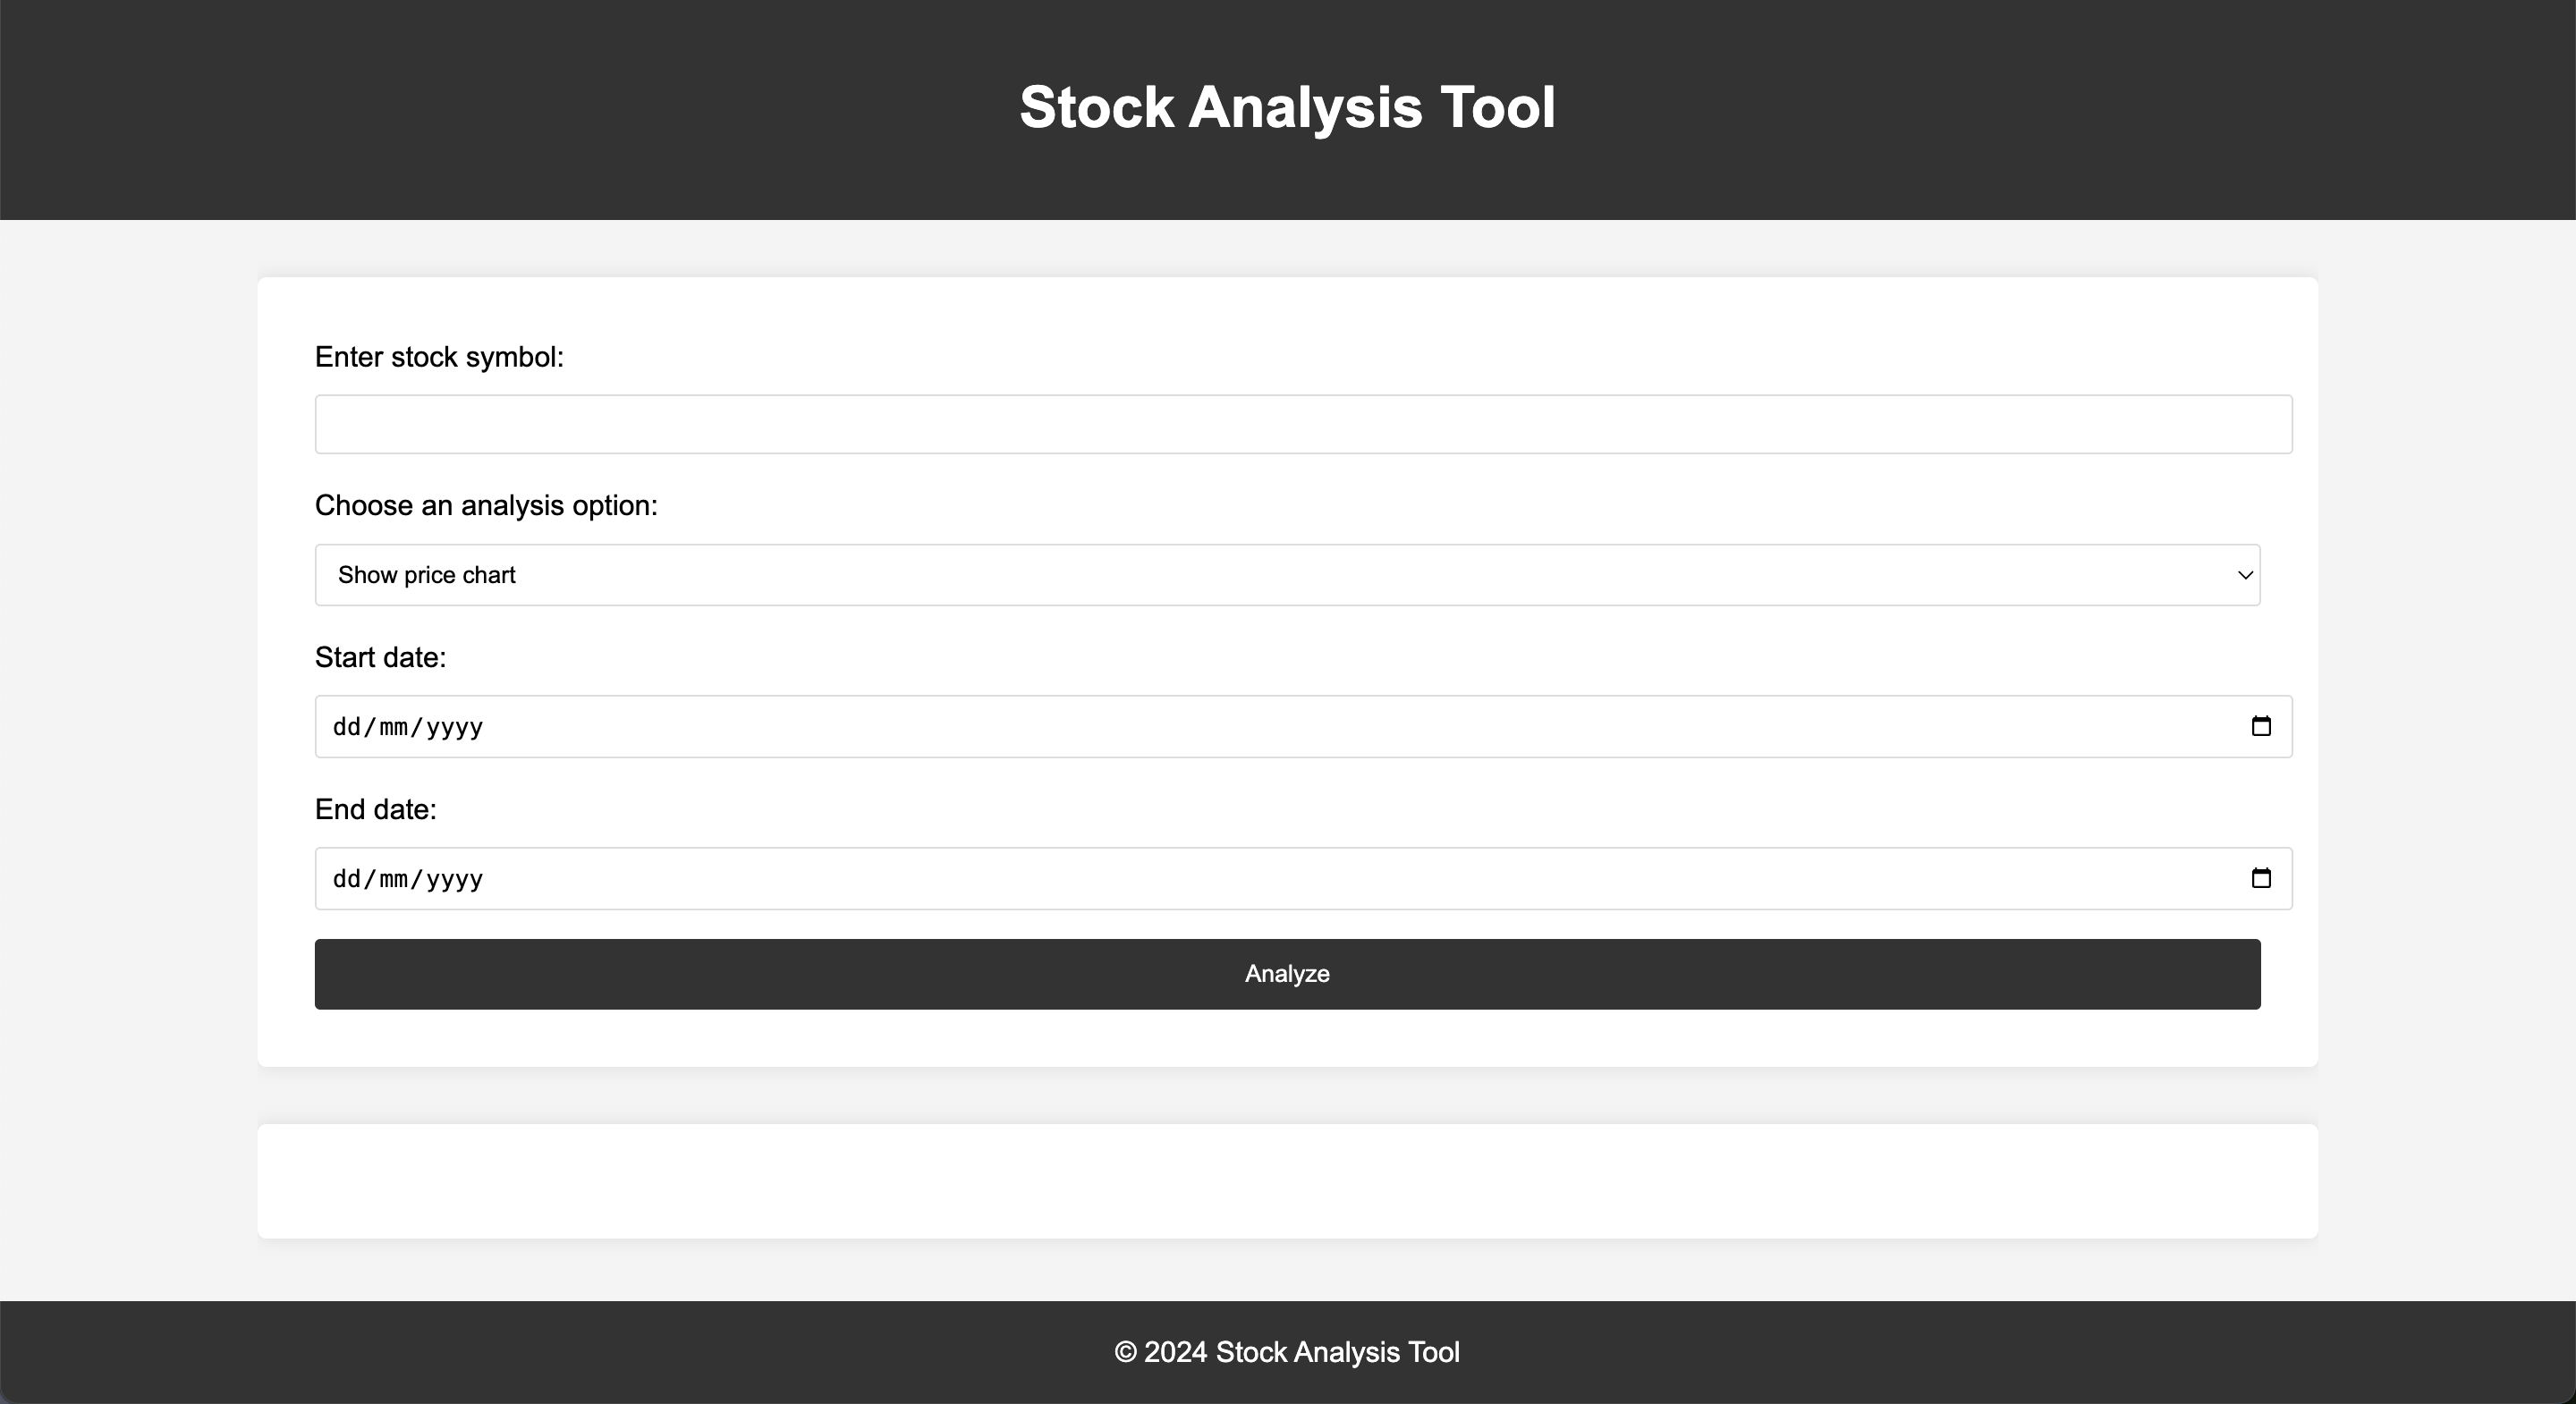 Stock Analysis Tool
Enter stock symbol:
Choose an analysis option:
Show price chart
Start date:
dd/mm/yyyy
End date:
dd/mm/yyyy
Analyze
© 2024 Stock Analysis Tool